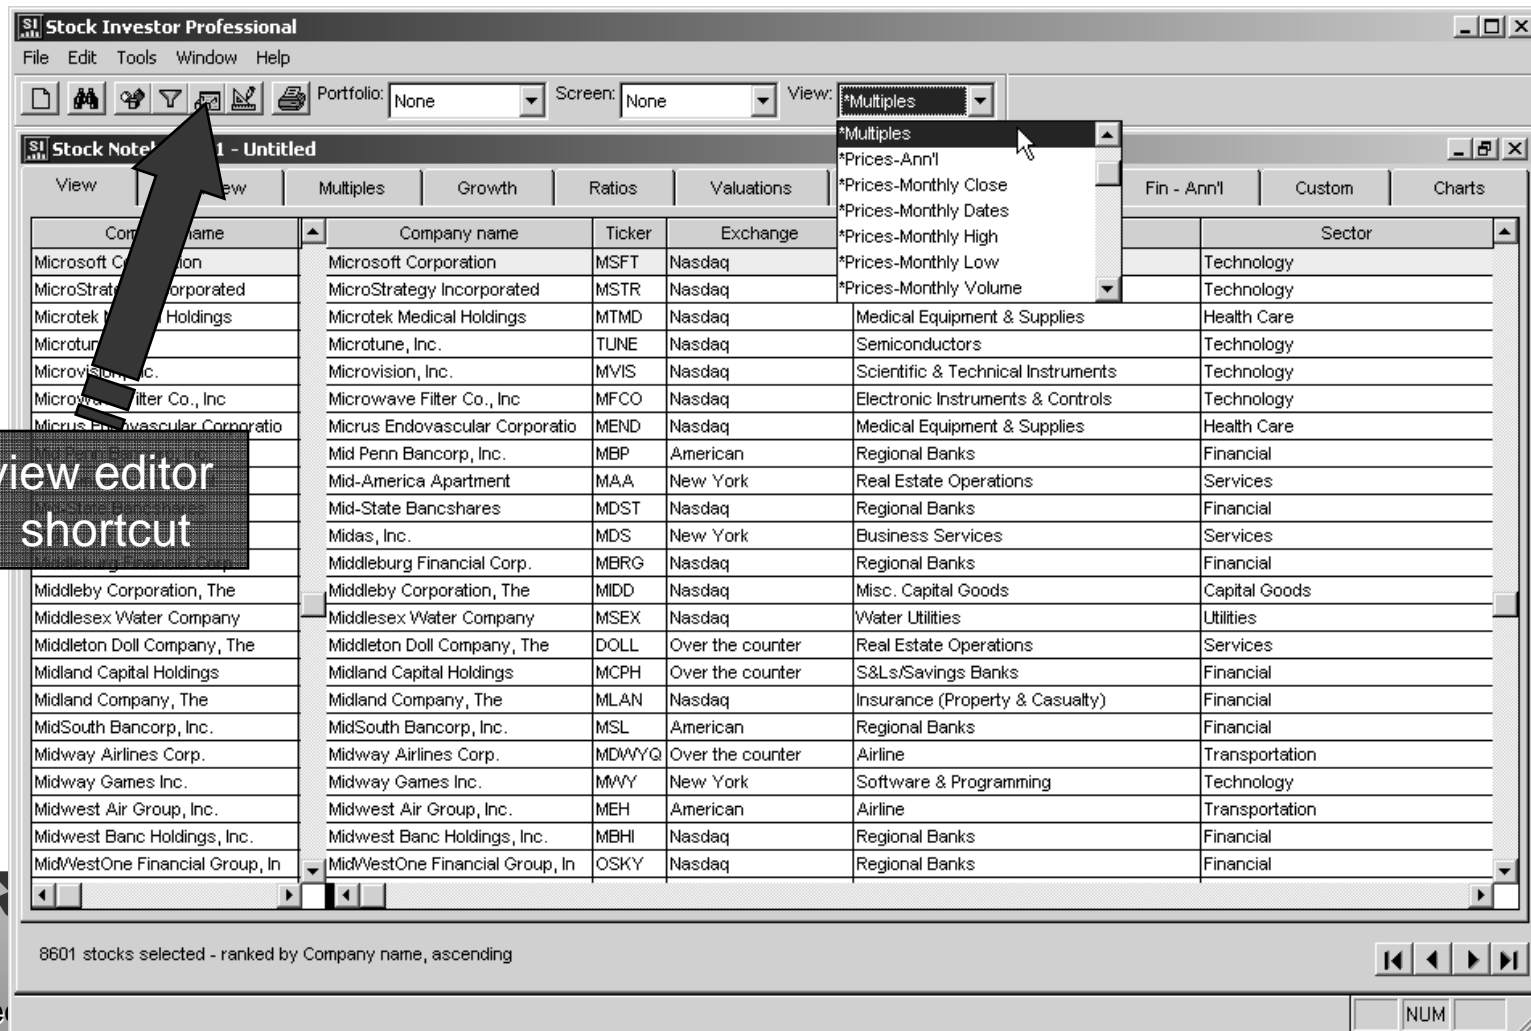 SI Stock Investor Professional
File Edit Tools Window Help
Portfolio: None Screen: None View: *Multiples
*Multiples
*Prices-Ann'l
*Prices-Monthly Close
*Prices-Monthly Dates
*Prices-Monthly High
*Prices-Monthly Low
*Prices-Monthly Volume
SI Stock 1 - Untitled
View Multiples Growth Ratios Valuations Fin - Ann'l Custom Charts
Company name Ticker Exchange Sector
Microsoft Microsoft Corporation MSFT Nasdaq Technology
MicroStrategy Incorporated MSTR Nasdaq Technology
Microtek Holdings Microtek Medical Holdings MTMD Nasdaq Medical Equipment & Supplies Health Care
Microtune, Inc. TUNE Nasdaq Semiconductors Technology
Microvision, Inc. MVIS Nasdaq Scientific & Technical Instruments Technology
Co., Inc Microwave Filter Co., Inc MFCO Nasdaq Electronic Instruments & Controls Technology
Micrus Corporatio Micrus Endovascular Corporatio MEND Nasdaq Medical Equipment & Supplies Health Care
Mid Penn Bancorp, Inc. MBP American Regional Banks Financial
Mid-America Apartment MAA New York Real Estate Operations Services
Mid-State Bancshares MDST Nasdaq Regional Banks Financial
Midas, Inc. MDS New York Business Services Services
Middleburg Financial Corp. MBRG Nasdaq Regional Banks Financial
view editor
shortcut
Middleby Corporation, The Middleby Corporation, The MIDD Nasdaq Misc. Capital Goods Capital Goods
Middlesex Water Company Middlesex Water Company MSEX Nasdaq Water Utilities Utilities
Middleton Doll Company, The Middleton Doll Company, The DOLL Over the counter Real Estate Operations Services
Midland Capital Holdings Midland Capital Holdings MCPH Over the counter S&Ls/Savings Banks Financial
Midland Company, The Midland Company, The MLAN Nasdaq Insurance (Property & Casualty) Financial
MidSouth Bancorp, Inc. MidSouth Bancorp, Inc. MSL American Regional Banks Financial
Midway Airlines Corp. Midway Airlines Corp. MDWYQ Over the counter Airline Transportation
Midway Games Inc. Midway Games Inc. MWY New York Software & Programming Technology
Midwest Air Group, Inc. Midwest Air Group, Inc. MEH American Airline Transportation
Midwest Banc Holdings, Inc. Midwest Banc Holdings, Inc. MBHI Nasdaq Regional Banks Financial
MidWestOne Financial Group, In MidWestOne Financial Group, In OSKY Nasdaq Regional Banks Financial
8601 stocks selected - ranked by Company name, ascending
NUM